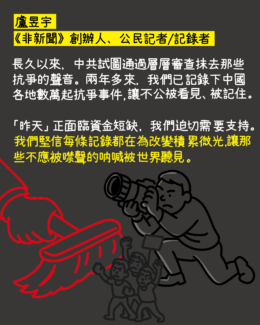 盧昱宇
《非新聞》創辦人、公民記者/記錄者
長久以來，中共試圖通過層層審查抹去那些
抗爭的聲音。兩年多來，我們已記錄下中國
各地數萬起抗爭事件,讓不公被看見、被記住。
「昨天」正面臨資金短缺，我們迫切需要支持。
我們堅信每條記錄都在為改變積累微光,讓那
些不應被噤聲的吶喊被世界聽見。